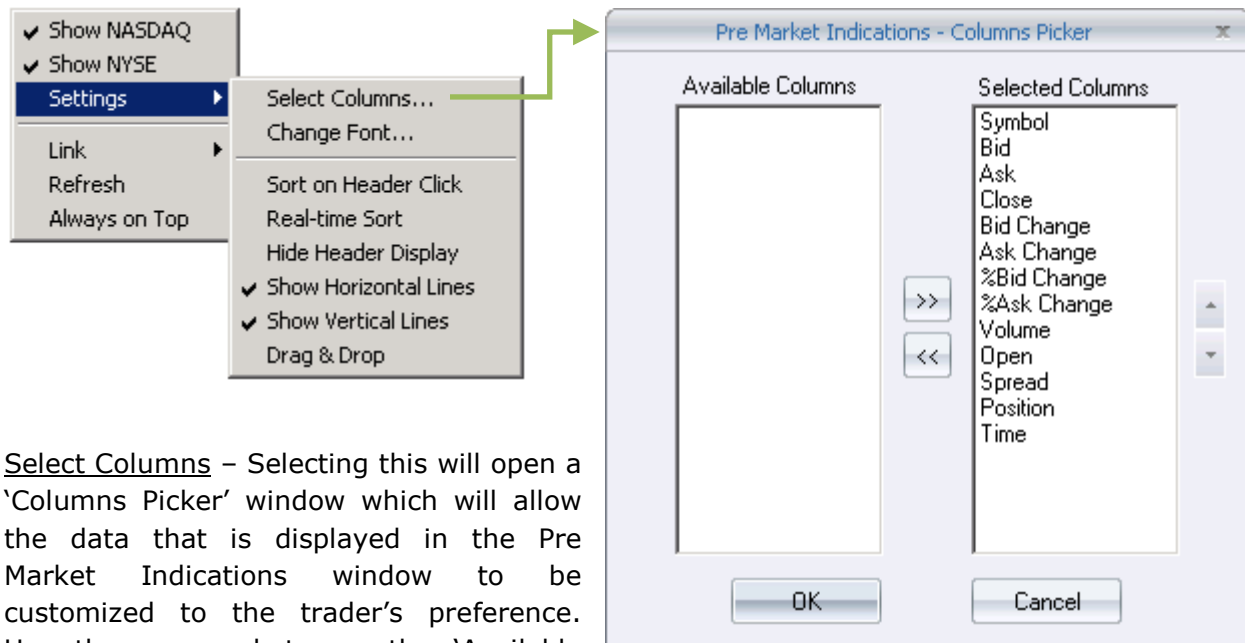 ✔ Show NASDAQ
✔ Show NYSE
Settings
Link
Refresh
Always on Top
Select Columns...
Change Font...
Sort on Header Click
Real-time Sort
Hide Header Display
✔ Show Horizontal Lines
✔ Show Vertical Lines
Drag & Drop
Pre Market Indications - Columns Picker
x
Available Columns
Selected Columns
Symbol
Bid
Ask
Close
Bid Change
Ask Change
%Bid Change
%Ask Change
Volume
Open
Spread
Position
Time
>>
<<
OK
Cancel
Select Columns – Selecting this will open a
‘Columns Picker’ window which will allow
the data that is displayed in the Pre
Market Indications window to be
customized to the trader’s preference.